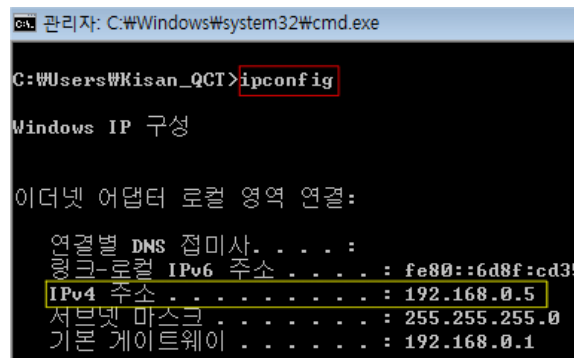 관리자: C:₩Windows₩system32₩cmd.exe
C:₩Users₩Kisan_QCT>ipconfig
Windows IP 구성
이더넷 어댑터 로컬 영역 연결:
연결별 DNS 접미사. . . . :
링크-로컬 IPv6 주소 . . . . : fe80::6d8f:cd35
IPv4 주소 . . . . . . . . . : 192.168.0.5
서브넷 마스크 . . . . . . . : 255.255.255.0
기본 게이트웨이 . . . . . . : 192.168.0.1